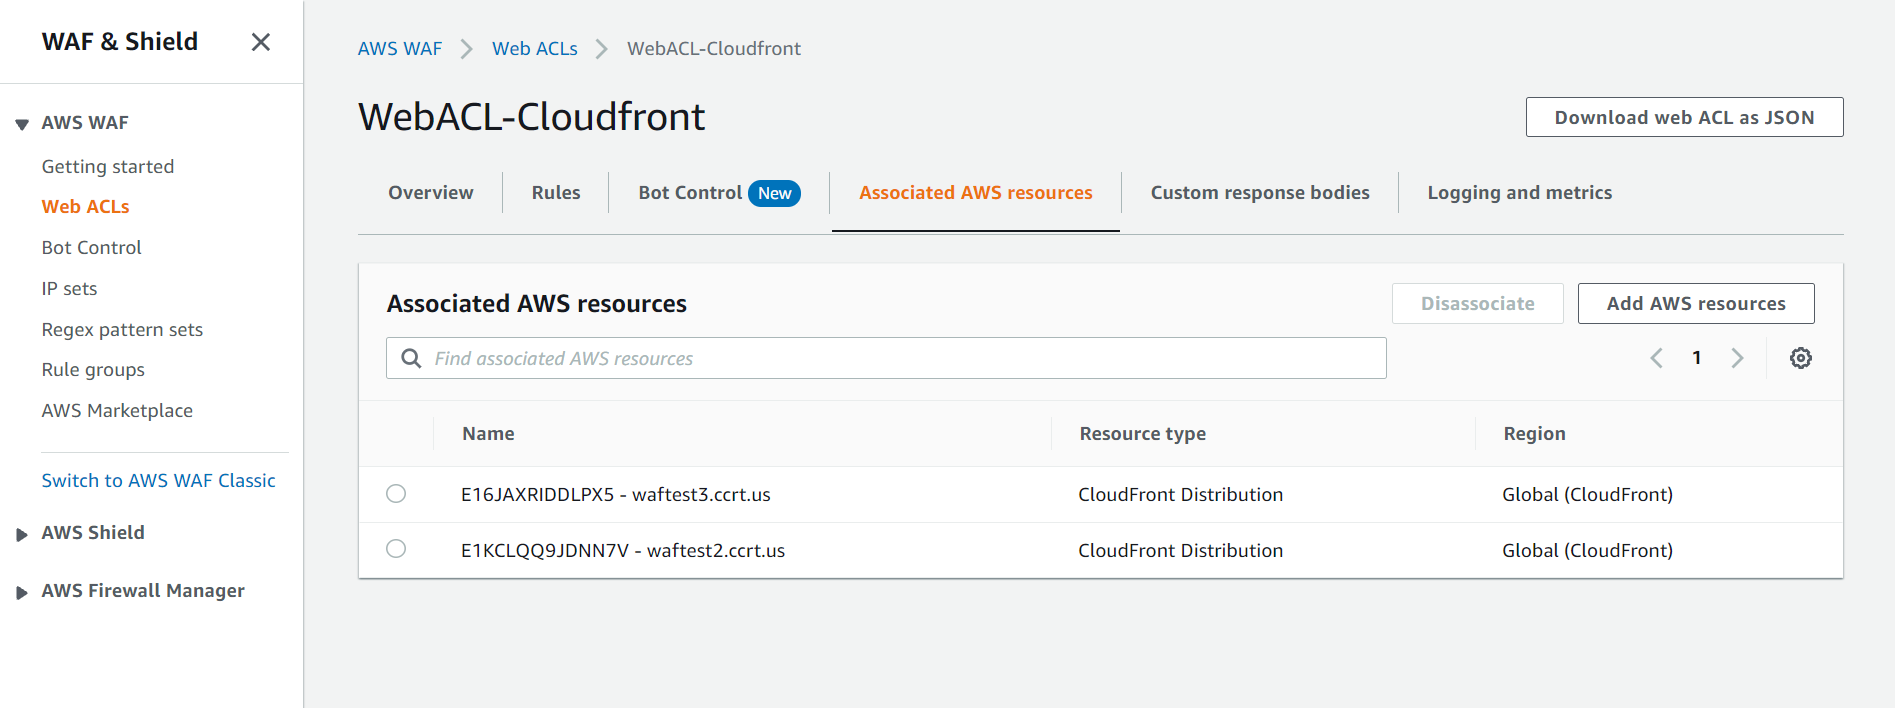 WAF & Shield
AWS WAF
Getting started
Web ACLs
Bot Control
IP sets
Regex pattern sets
Rule groups
AWS Marketplace
Switch to AWS WAF Classic
AWS Shield
AWS Firewall Manager
AWS WAF > Web ACLs > WebACL-Cloudfront
WebACL-Cloudfront
Download web ACL as JSON
Overview Rules Bot Control New Associated AWS resources Custom response bodies Logging and metrics
Associated AWS resources
Disassociate Add AWS resources
Find associated AWS resources
1
Name Resource type Region
E16JAXRIDDLPX5 - waftest3.ccrt.us CloudFront Distribution Global (CloudFront)
E1KCLQQ9JDNN7V - waftest2.ccrt.us CloudFront Distribution Global (CloudFront)